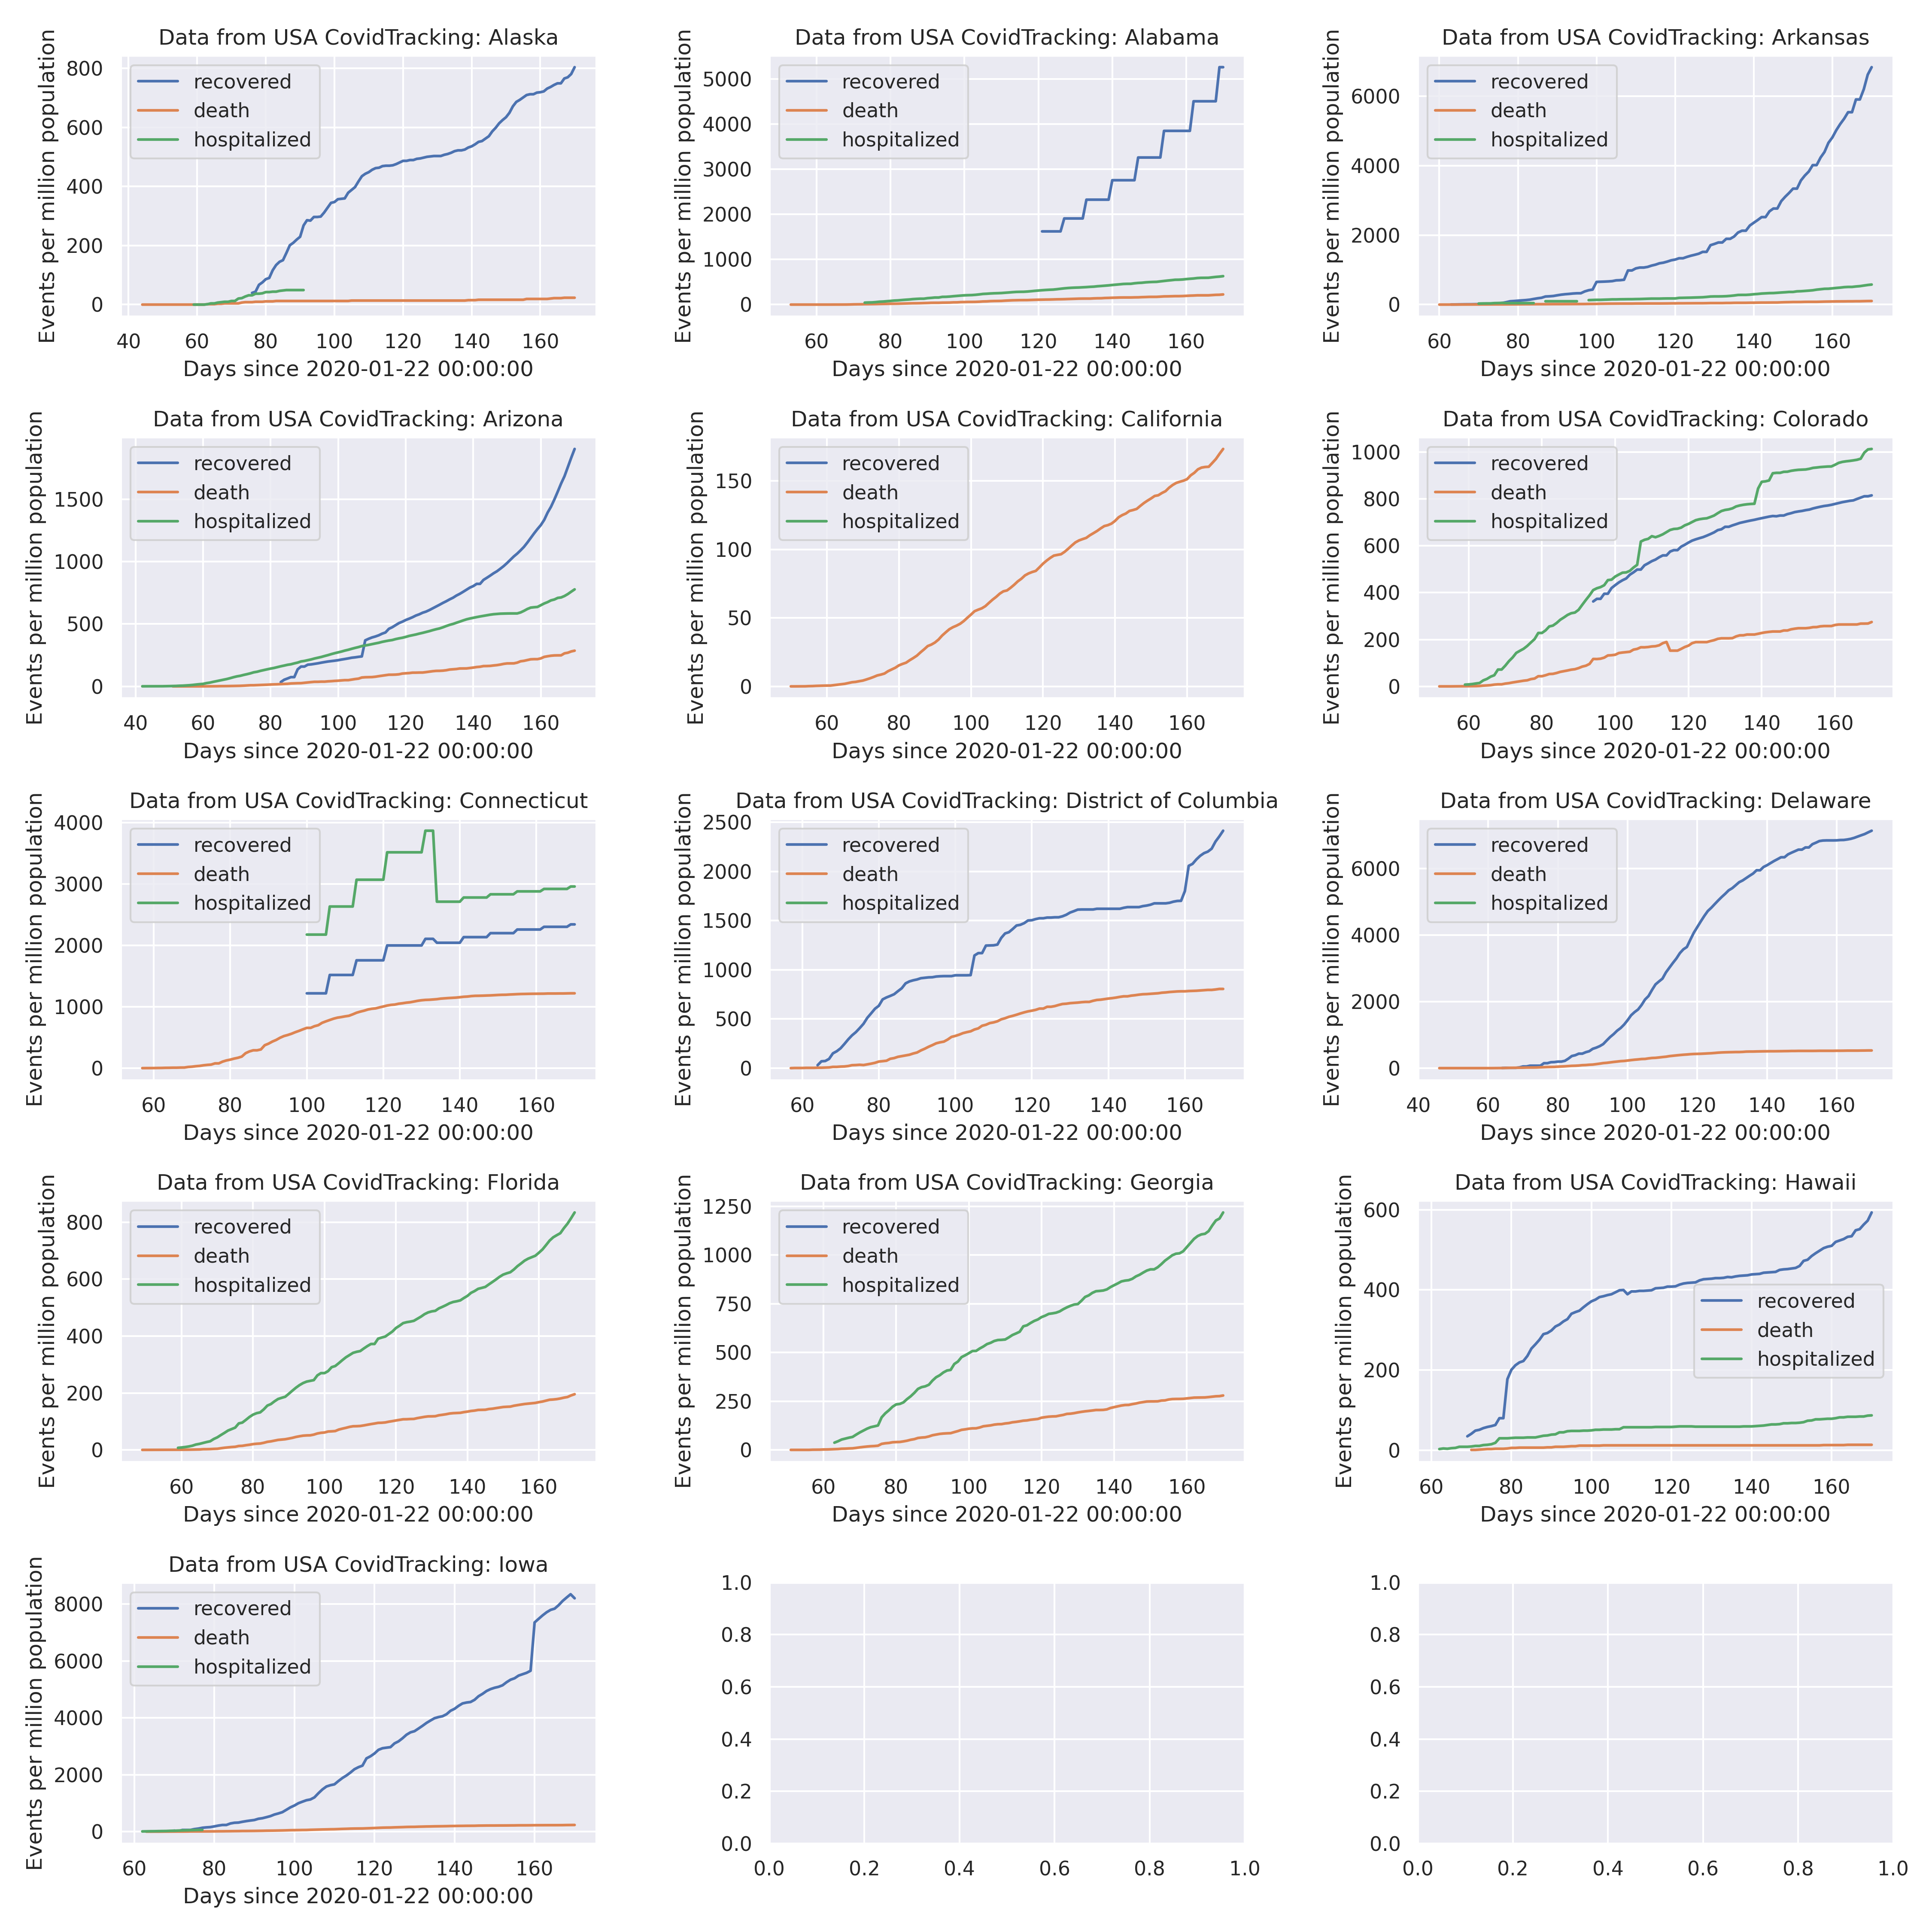 Data from USA CovidTracking: Alaska
Events per million population
800
600
400
200
0
recovered
death
hospitalized
40 60 80 100 120 140 160
Days since 2020-01-22 00:00:00
Data from USA CovidTracking: Alabama
Events per million population
5000
4000
3000
2000
1000
0
recovered
death
hospitalized
60 80 100 120 140 160
Days since 2020-01-22 00:00:00
Data from USA CovidTracking: Arkansas
Events per million population
6000
4000
2000
0
recovered
death
hospitalized
60 80 100 120 140 160
Days since 2020-01-22 00:00:00
Data from USA CovidTracking: Arizona
Events per million population
1500
1000
500
0
recovered
death
hospitalized
40 60 80 100 120 140 160
Days since 2020-01-22 00:00:00
Data from USA CovidTracking: California
Events per million population
150
100
50
0
recovered
death
hospitalized
60 80 100 120 140 160
Days since 2020-01-22 00:00:00
Data from USA CovidTracking: Colorado
Events per million population
1000
800
600
400
200
0
recovered
death
hospitalized
60 80 100 120 140 160
Days since 2020-01-22 00:00:00
Data from USA CovidTracking: Connecticut
Events per million population
4000
3000
2000
1000
0
recovered
death
hospitalized
60 80 100 120 140 160
Days since 2020-01-22 00:00:00
Data from USA CovidTracking: District of Columbia
Events per million population
2500
2000
1500
1000
500
0
recovered
death
hospitalized
60 80 100 120 140 160
Days since 2020-01-22 00:00:00
Data from USA CovidTracking: Delaware
Events per million population
6000
4000
2000
0
recovered
death
hospitalized
40 60 80 100 120 140 160
Days since 2020-01-22 00:00:00
Data from USA CovidTracking: Florida
Events per million population
800
600
400
200
0
recovered
death
hospitalized
60 80 100 120 140 160
Days since 2020-01-22 00:00:00
Data from USA CovidTracking: Georgia
Events per million population
1250
1000
750
500
250
0
recovered
death
hospitalized
60 80 100 120 140 160
Days since 2020-01-22 00:00:00
Data from USA CovidTracking: Hawaii
Events per million population
600
400
200
0
recovered
death
hospitalized
60 80 100 120 140 160
Days since 2020-01-22 00:00:00
Data from USA CovidTracking: Iowa
Events per million population
8000
6000
4000
2000
0
recovered
death
hospitalized
60 80 100 120 140 160
Days since 2020-01-22 00:00:00
1.0
0.8
0.6
0.4
0.2
0.0
0.0 0.2 0.4 0.6 0.8 1.0
1.0
0.8
0.6
0.4
0.2
0.0
0.0 0.2 0.4 0.6 0.8 1.0